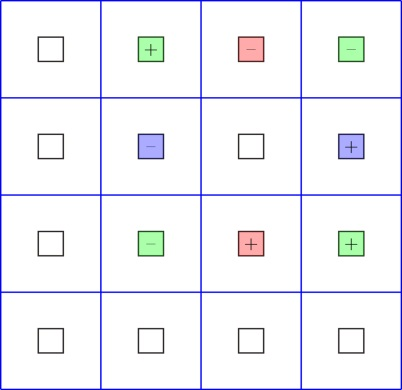 + − −
− +
− + +